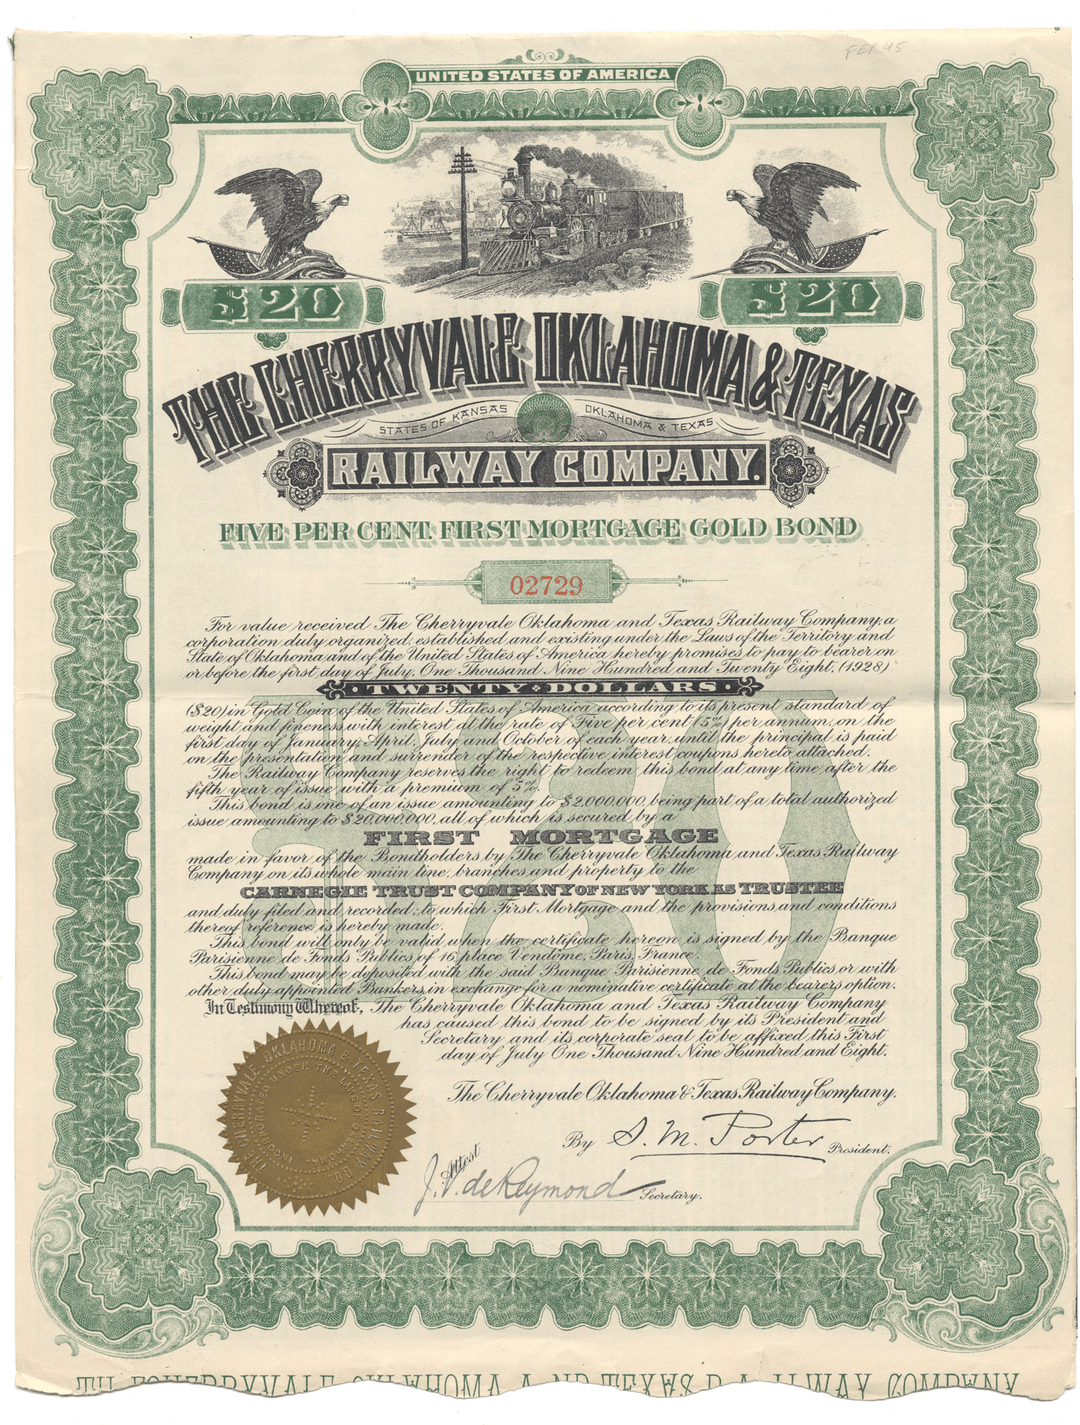 FEI 45
UNITED STATES OF AMERICA
$20
$20
THE CHERRYVALE OKLAHOMA & TEXAS
STATES OF KANSAS OKLAHOMA & TEXAS
RAILWAY COMPANY.
FIVE PER CENT. FIRST MORTGAGE GOLD BOND
02729
For value received The Cherryvale Oklahoma and Texas Railway Company, a
corporation duly organized, established and existing under the Laws of the Territory and
State of Oklahoma and of the United States of America hereby promises to pay to bearer on
or before the first day of July, One Thousand Nine Hundred and Twenty Eight, (1928)
TWENTY DOLLARS
($20) in Gold Coin of the United States of America according to its present standard of
weight and fineness with interest at the rate of Five per cent (5%) per annum, on the
first day of January, April, July and October of each year, until the principal is paid
on the presentation and surrender of the respective interest coupons hereto attached.
The Railway Company reserves the right to redeem this bond at any time after the
fifth year of issue with a premium of 5%.
This bond is one of an issue amounting to $2,000,000, being part of a total authorized
issue amounting to $20,000,000, all of which is secured by a
FIRST MORTGAGE
made in favor of the Bondholders by The Cherryvale Oklahoma and Texas Railway
Company on its whole main line, branches and property to the
CARNEGIE TRUST COMPANY OF NEW YORK AS TRUSTEE
and duly filed and recorded; to which First Mortgage and the provisions and conditions
thereof reference is hereby made.
This bond will only be valid when the certificate hereon is signed by the Banque
Parisienne de Fonds Publics of 16, place Vendôme, Paris, France.
This bond may be deposited with the said Banque Parisienne de Fonds Publics, or with
other duly appointed Bankers, in exchange for a nominative certificate at the bearers option.
In Testimony Whereof, The Cherryvale Oklahoma and Texas Railway Company
has caused this bond to be signed by its President and
Secretary and its corporate seal to be affixed this First
day of July One Thousand Nine Hundred and Eight.
The Cherryvale Oklahoma & Texas Railway Company.
By S. M. Porter President.
Attest
J. V. de Reymond Secretary.